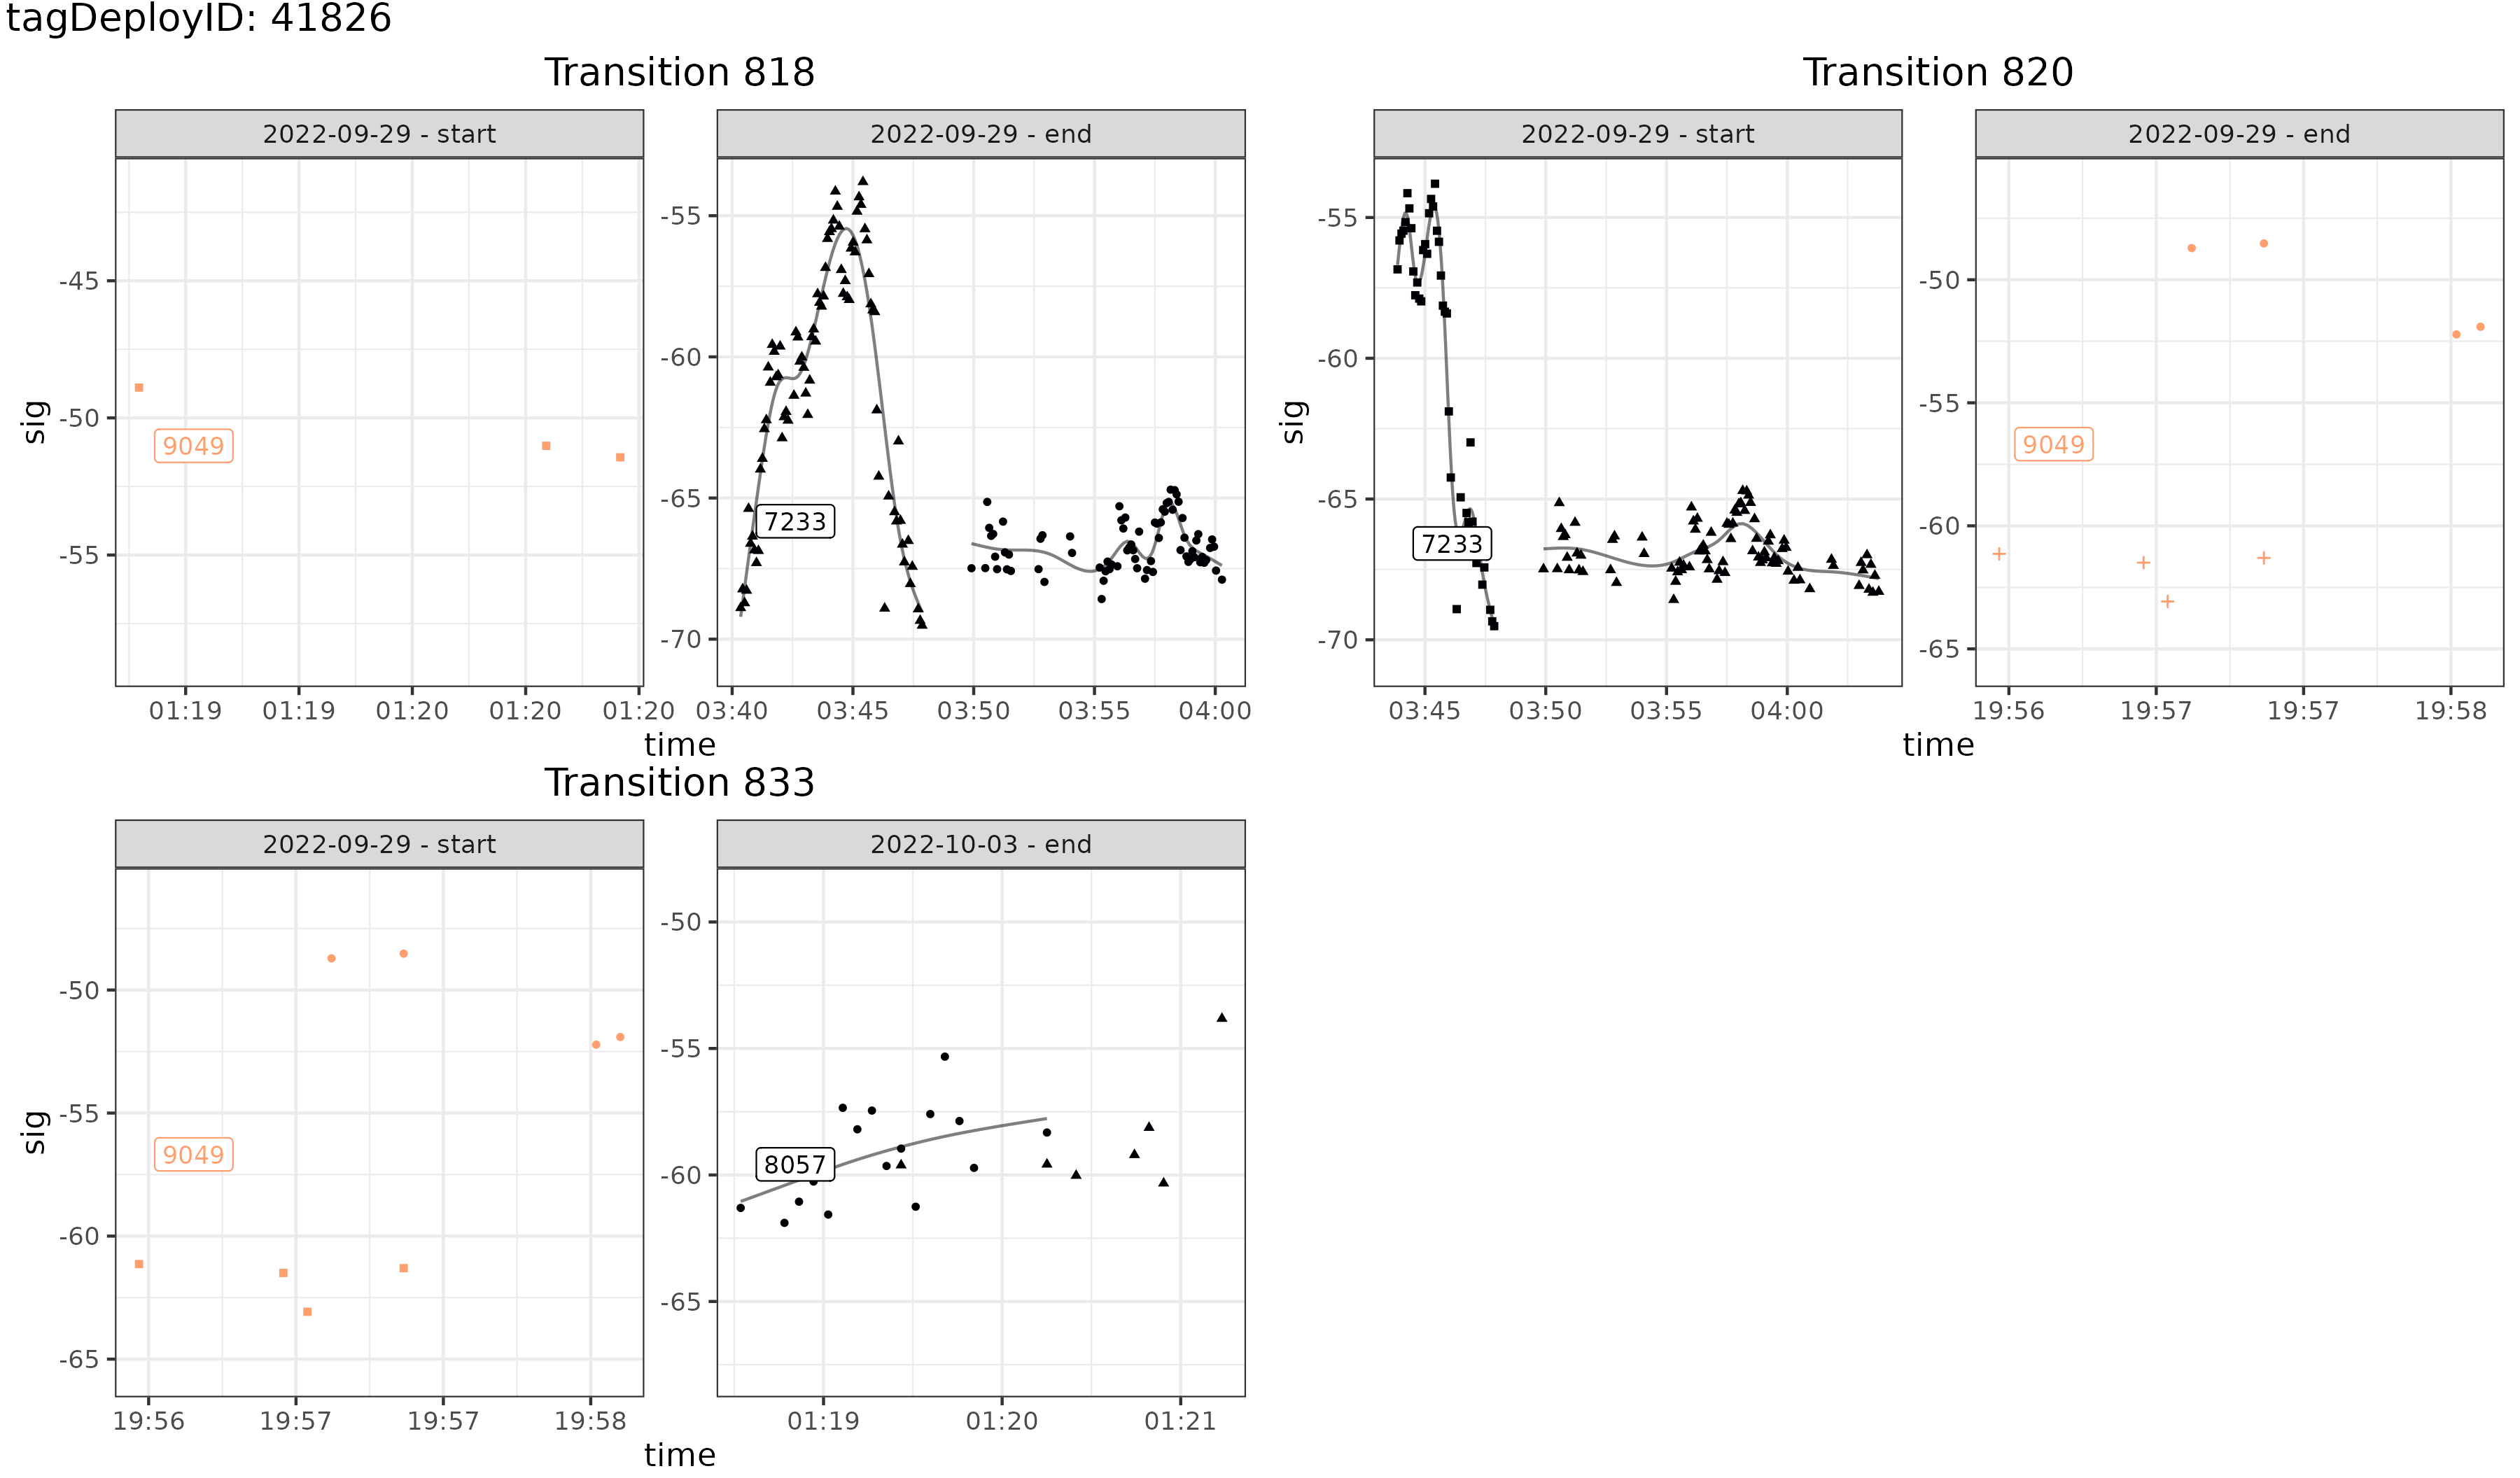 tagDeployID: 41826
Transition 818
2022-09-29 - start
2022-09-29 - end
sig
-45
-50
-55
9049
01:19 01:19 01:20 01:20 01:20
-55
-60
-65
-70
7233
03:40 03:45 03:50 03:55 04:00
time
Transition 820
2022-09-29 - start
2022-09-29 - end
sig
-55
-60
-65
-70
7233
03:45 03:50 03:55 04:00
-50
-55
-60
-65
9049
19:56 19:57 19:57 19:58
time
Transition 833
2022-09-29 - start
2022-10-03 - end
sig
-50
-55
-60
-65
9049
19:56 19:57 19:57 19:58
-50
-55
-60
-65
8057
01:19 01:20 01:21
time